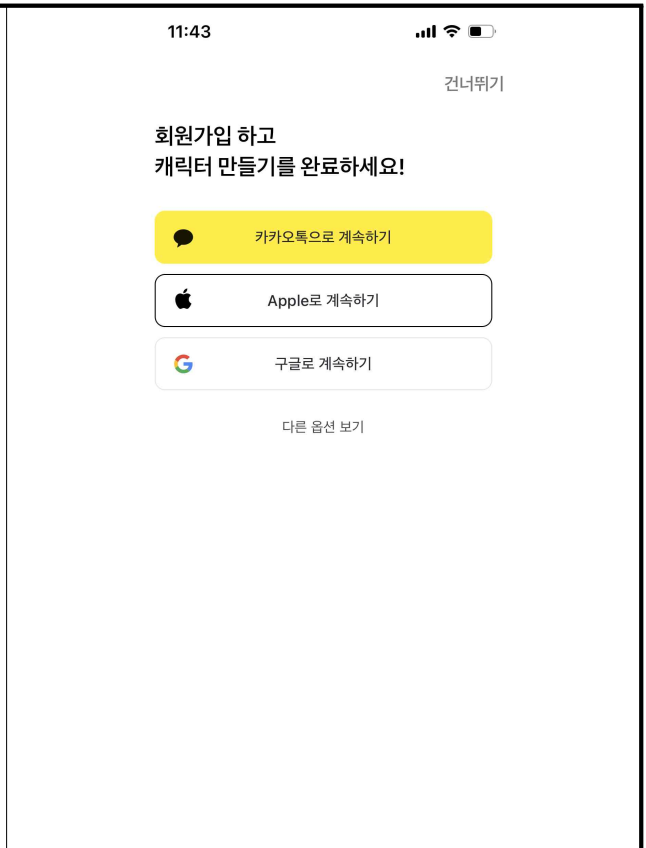 11:43
건너뛰기
회원가입 하고
캐릭터 만들기를 완료하세요!
카카오톡으로 계속하기
Apple로 계속하기
구글로 계속하기
다른 옵션 보기